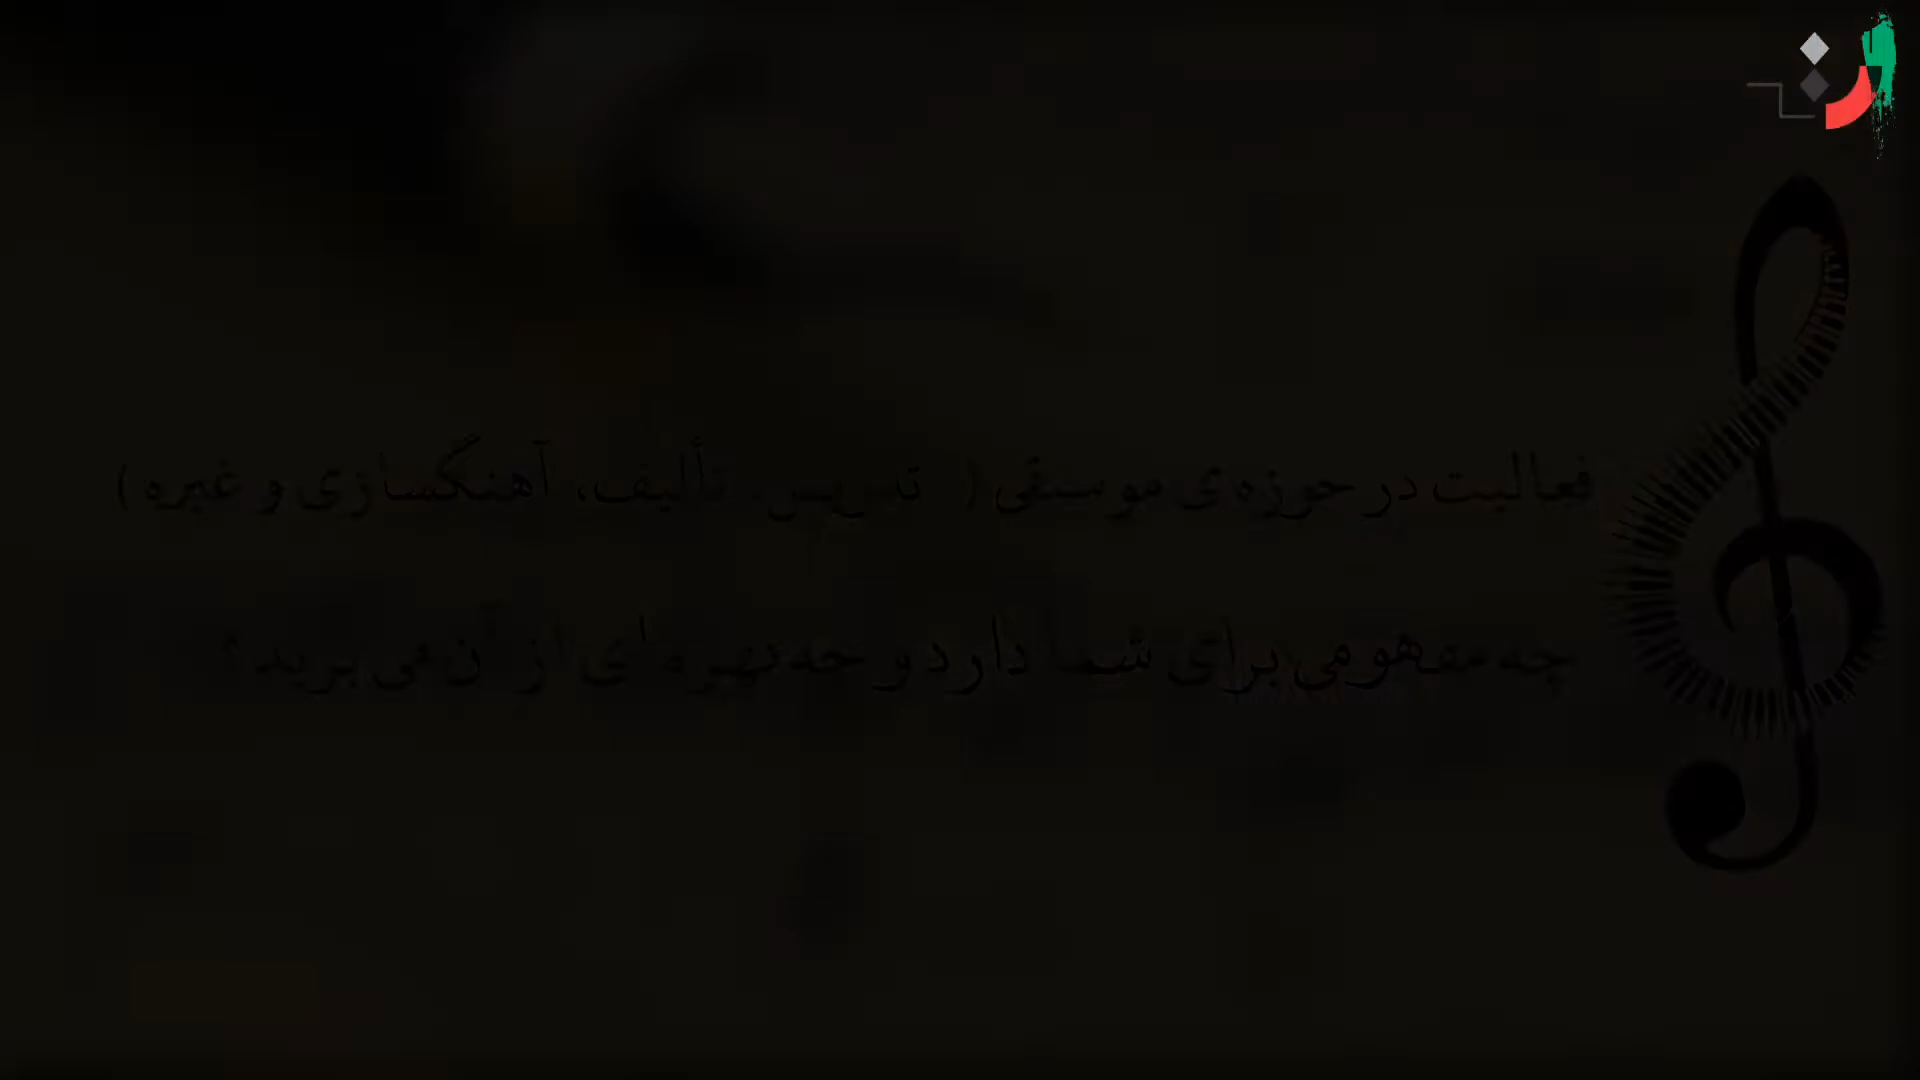 فعالیت در حوزه‌ی موسیقی ( تدریس، تألیف، آهنگسازی و غیره )
چه مفهومی برای شما دارد و چه بهره‌ای از آن می‌برید؟